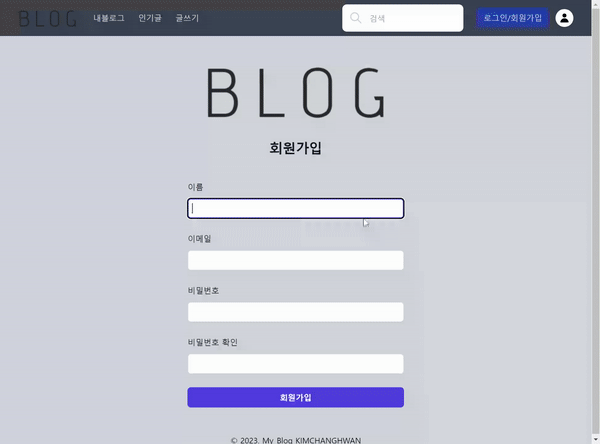 BLOG 내블로그 인기글 글쓰기 검색 로그인/회원가입
BLOG
회원가입
이름
이메일
비밀번호
비밀번호 확인
회원가입
© 2023. My Blog KIMCHANGHWAN